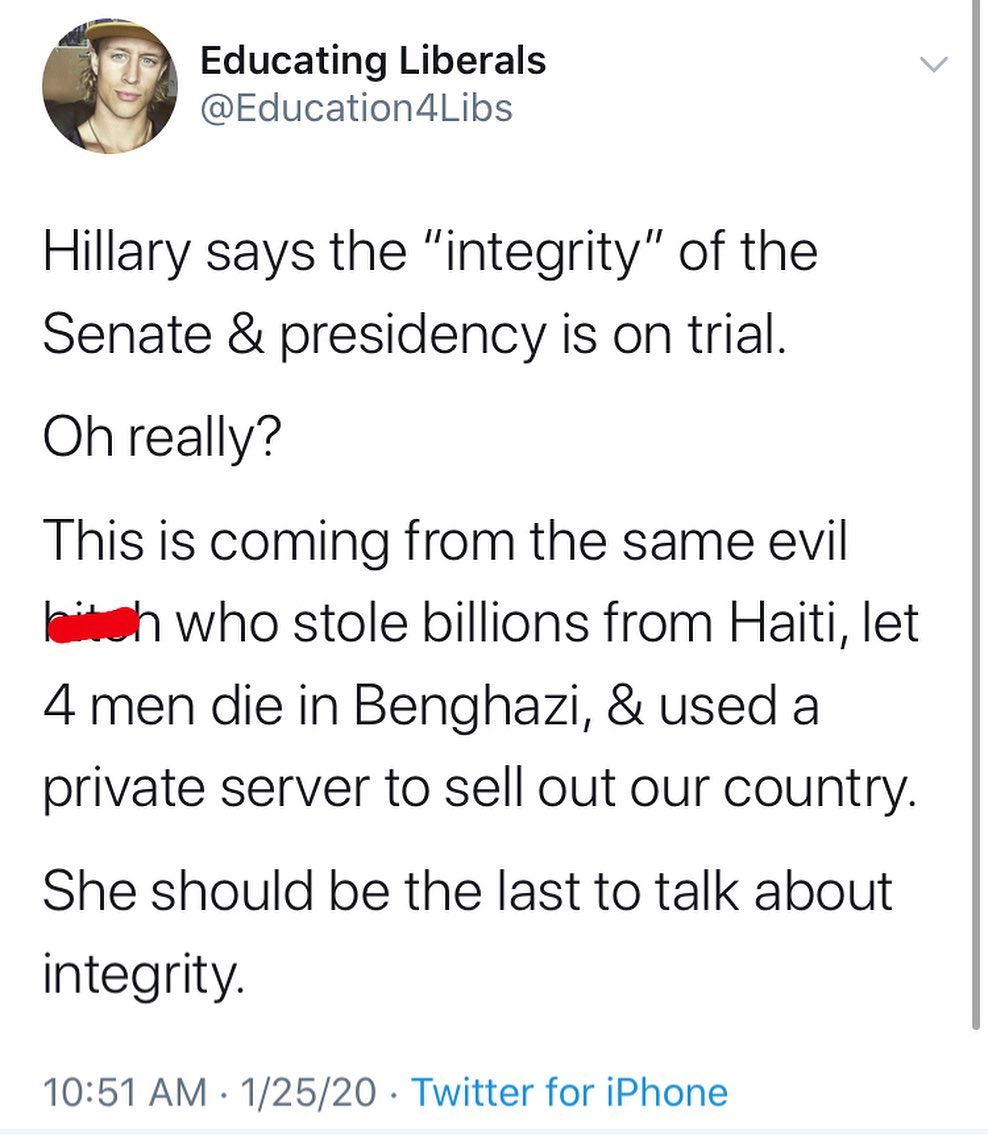 Educating Liberals
@Education4Libs
Hillary says the “integrity” of the
Senate & presidency is on trial.
Oh really?
This is coming from the same evil
who stole billions from Haiti, let
4 men die in Benghazi, & used a
private server to sell out our country.
She should be the last to talk about
integrity.
10:51 AM · 1/25/20 · Twitter for iPhone